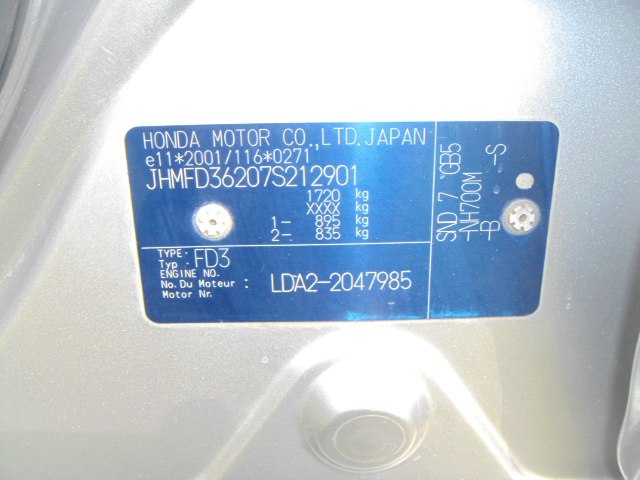 HONDA MOTOR CO.,LTD.JAPAN
e11*2001/116*0271
JHMFD36207S212901
1720 kg
XXXX kg
1- 895 kg
2- 835 kg
TYPE:
Typ : FD3
ENGINE NO.
No.Du Moteur : LDA2-2047985
Motor Nr.
SND 7 GB5
-NH700M -S
-B